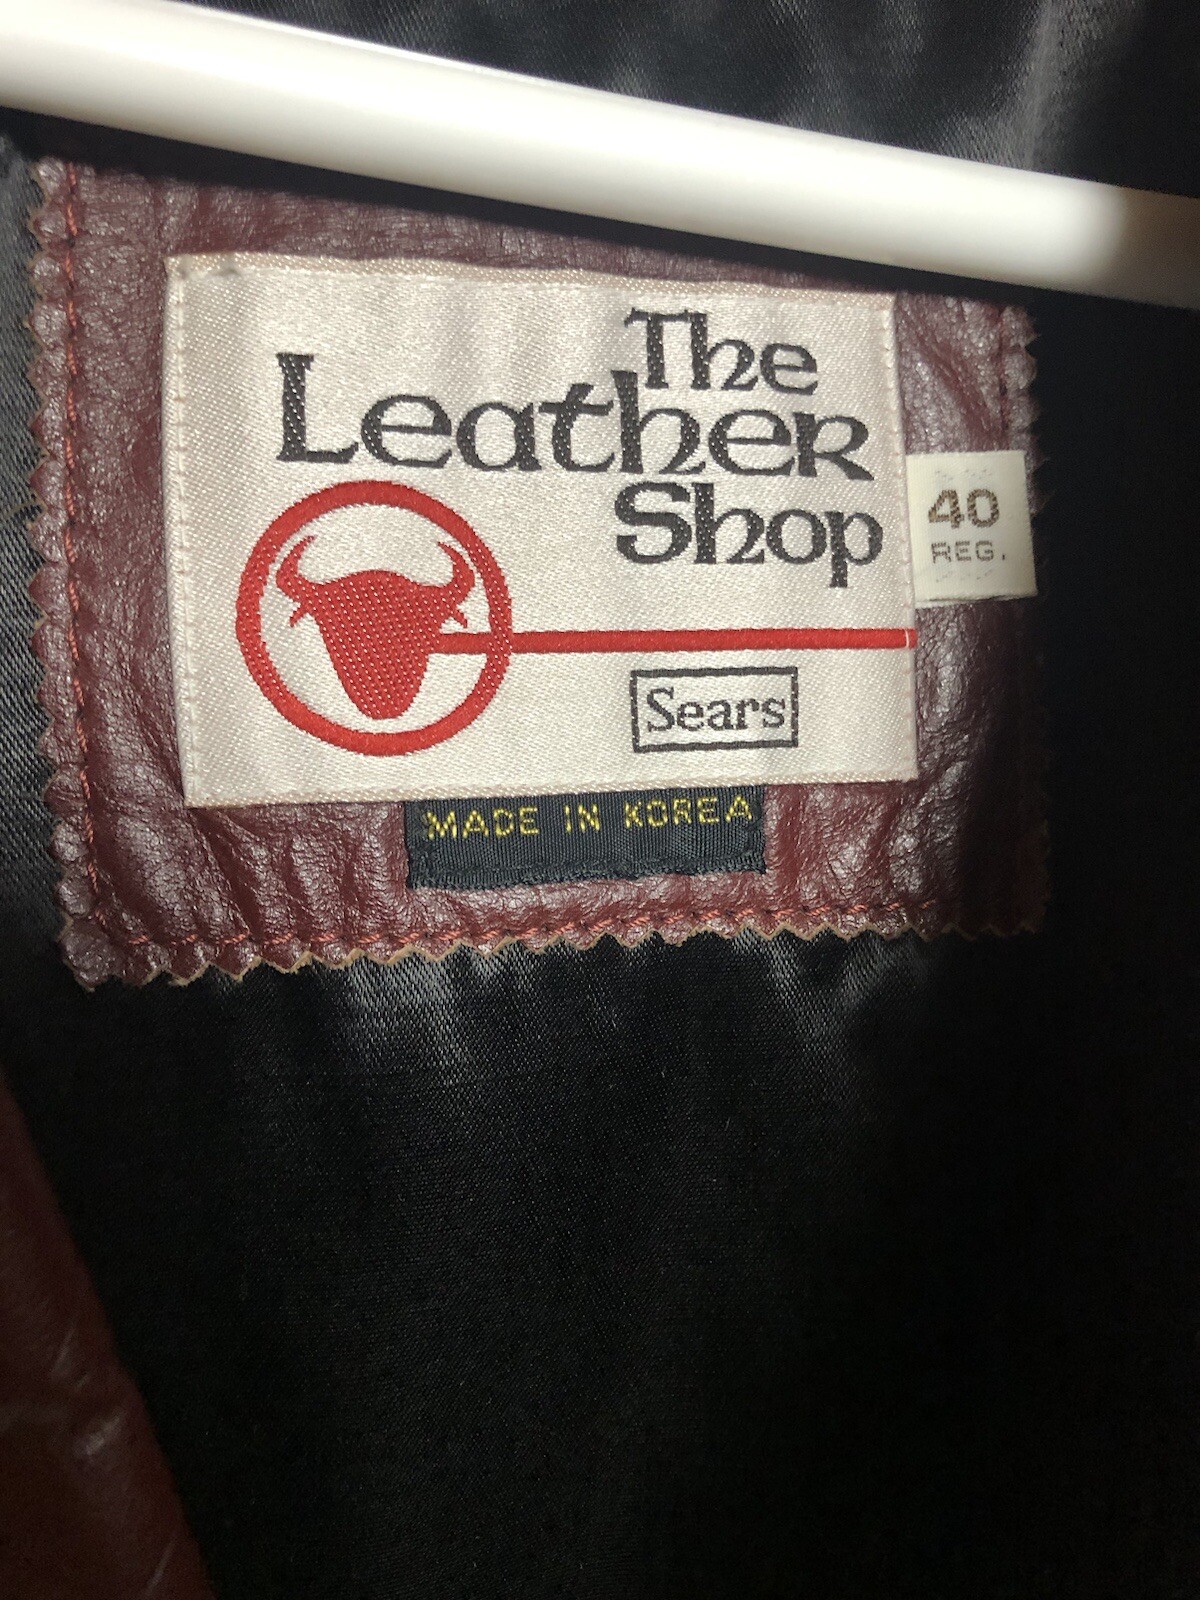 The
Leather
Shop
40
REG.
Sears
MADE IN KOREA